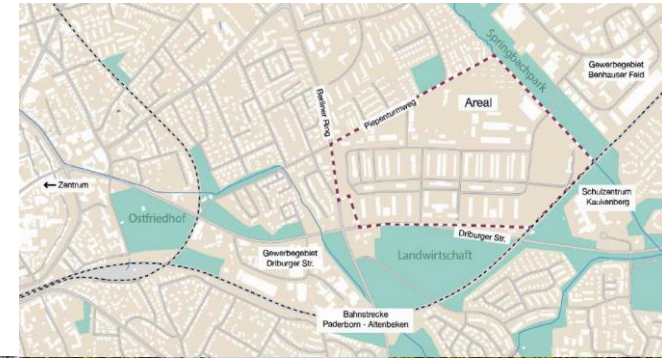 Springbachpark
Gewerbegebiet
Benhauser Feld
Berliner Ring
Piepenturmweg
Areal
← Zentrum
Ostfriedhof
Schulzentrum
Kaukenberg
Driburger Str.
Gewerbegebiet
Driburger Str.
Landwirtschaft
Bahnstrecke
Paderborn - Altenbeken